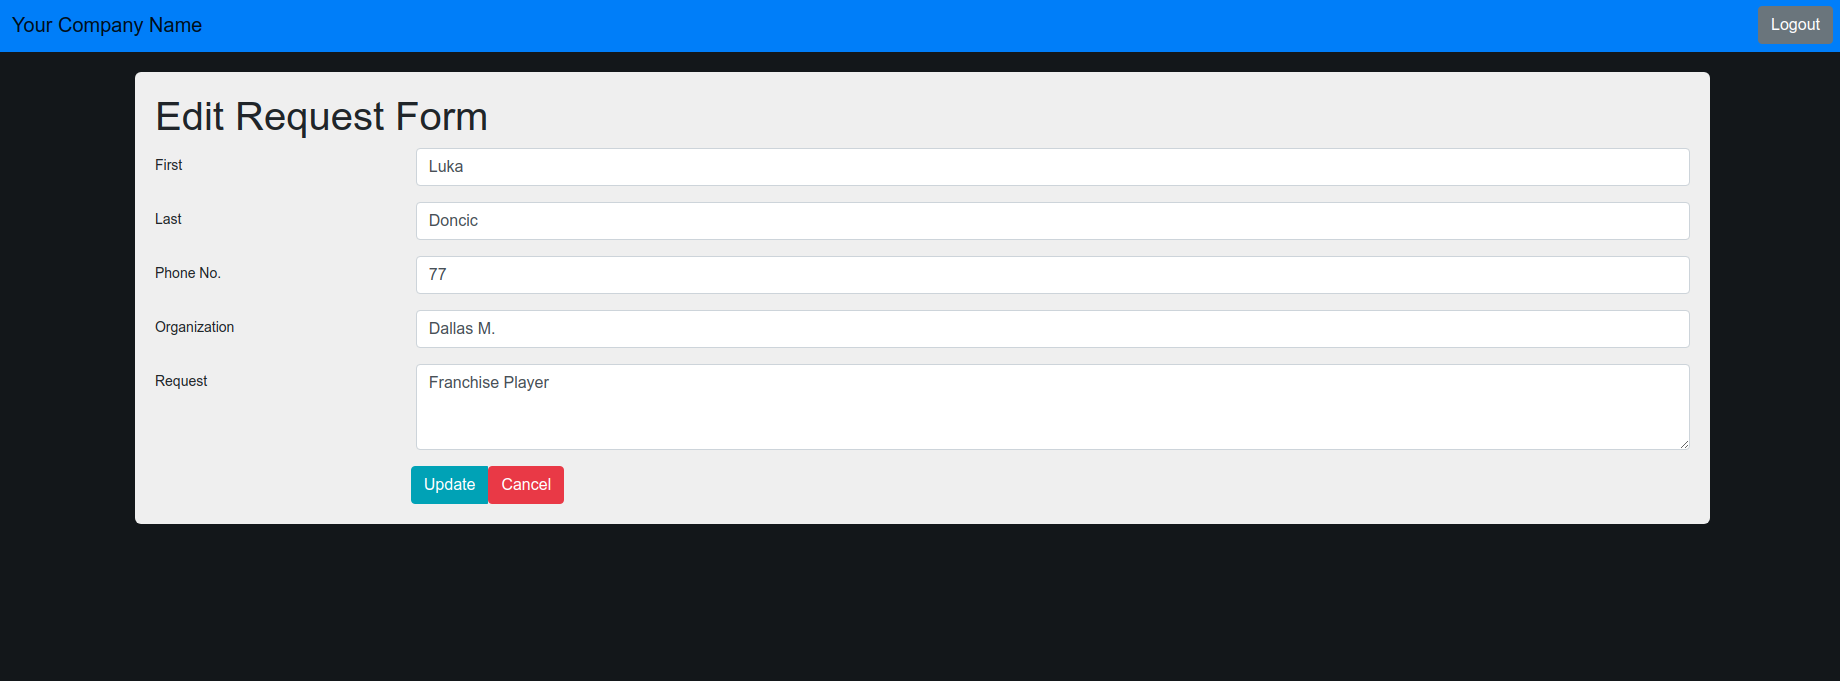 Your Company Name
Logout
Edit Request Form
First
Luka
Last
Doncic
Phone No.
77
Organization
Dallas M.
Request
Franchise Player
Update
Cancel